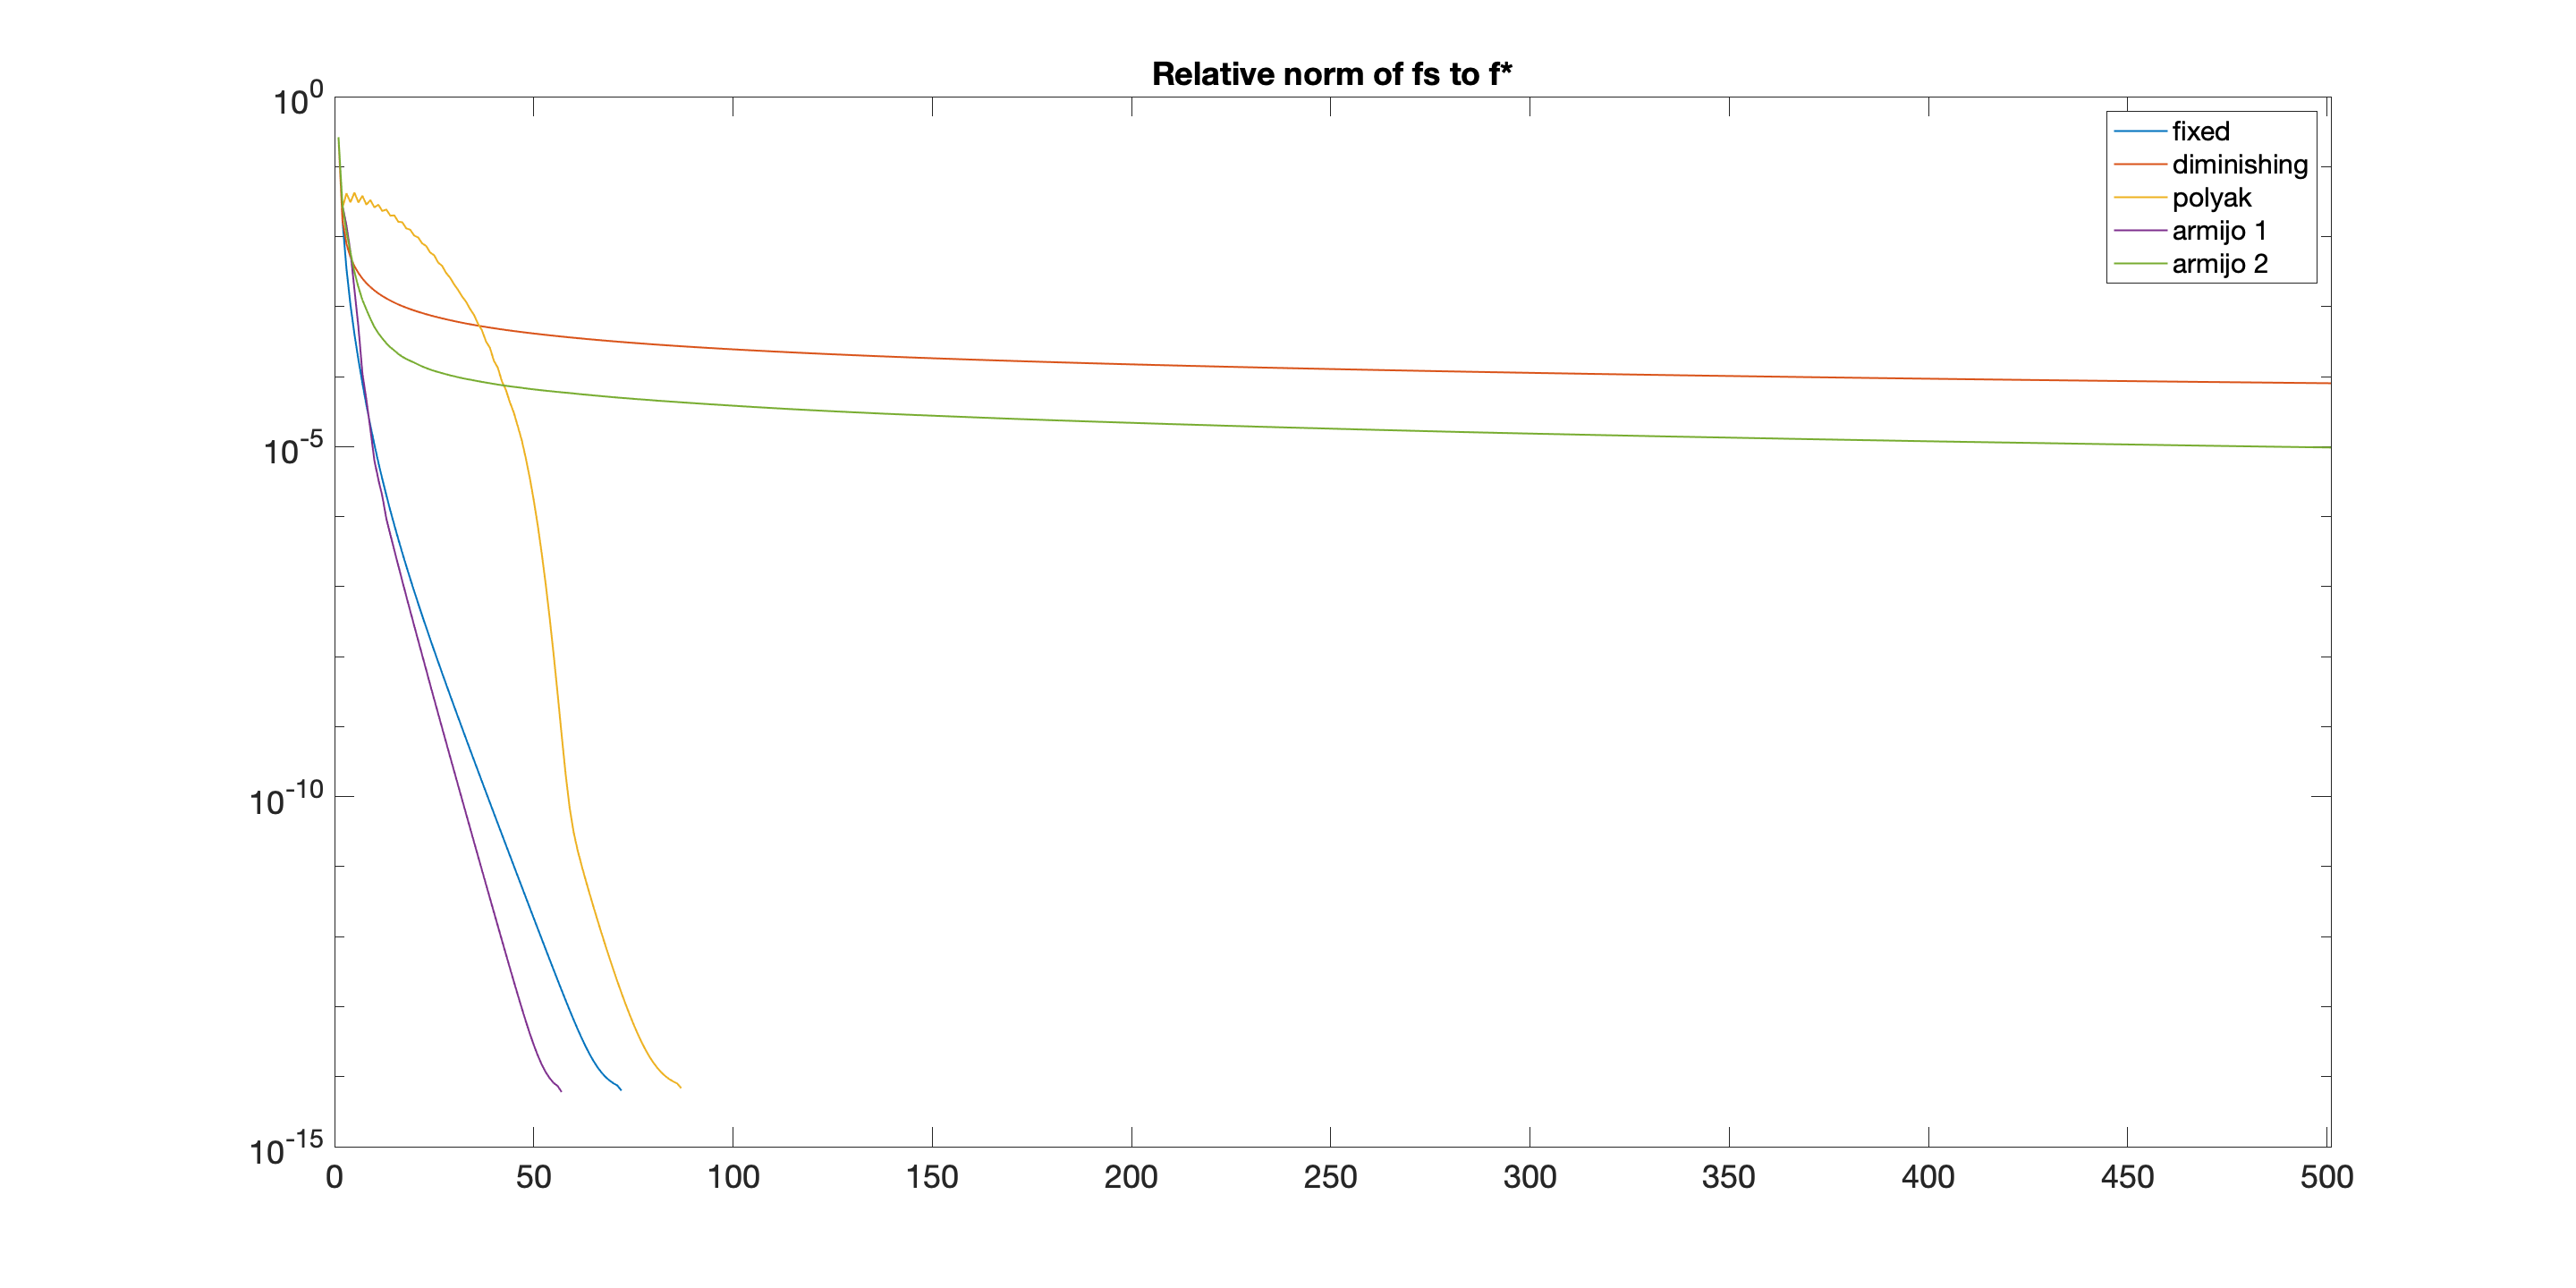 Relative norm of fs to f*
10^0
10^-5
10^-10
10^-15
0 50 100 150 200 250 300 350 400 450 500
fixed
diminishing
polyak
armijo 1
armijo 2